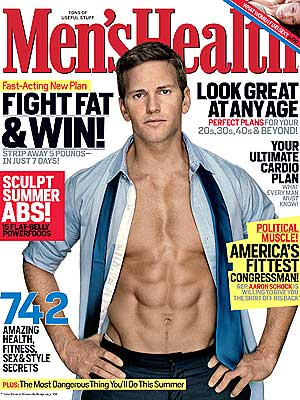 TONS OF
USEFUL STUFF
Men'sHealth
Fast-Acting New Plan
FIGHT FAT
& WIN!
STRIP AWAY 5 POUNDS—
IN JUST 7 DAYS!
SCULPT
SUMMER
ABS!
15 FLAT-BELLY
POWERFOODS
742
AMAZING
HEALTH,
FITNESS,
SEX & STYLE
SECRETS
LOOK GREAT
AT ANY AGE
PERFECT PLANS FOR YOUR
20s, 30s, 40s & BEYOND!
YOUR
ULTIMATE
CARDIO
PLAN
WHAT
EVERY MAN
MUST
KNOW!
POLITICAL
MUSCLE!
AMERICA'S
FITTEST
CONGRESSMAN!
REP. AARON SCHOCK IS
WILLING TO GIVE YOU
THE SHIRT OFF HIS BACK
PLUS: The Most Dangerous Thing You'll Do This Summer